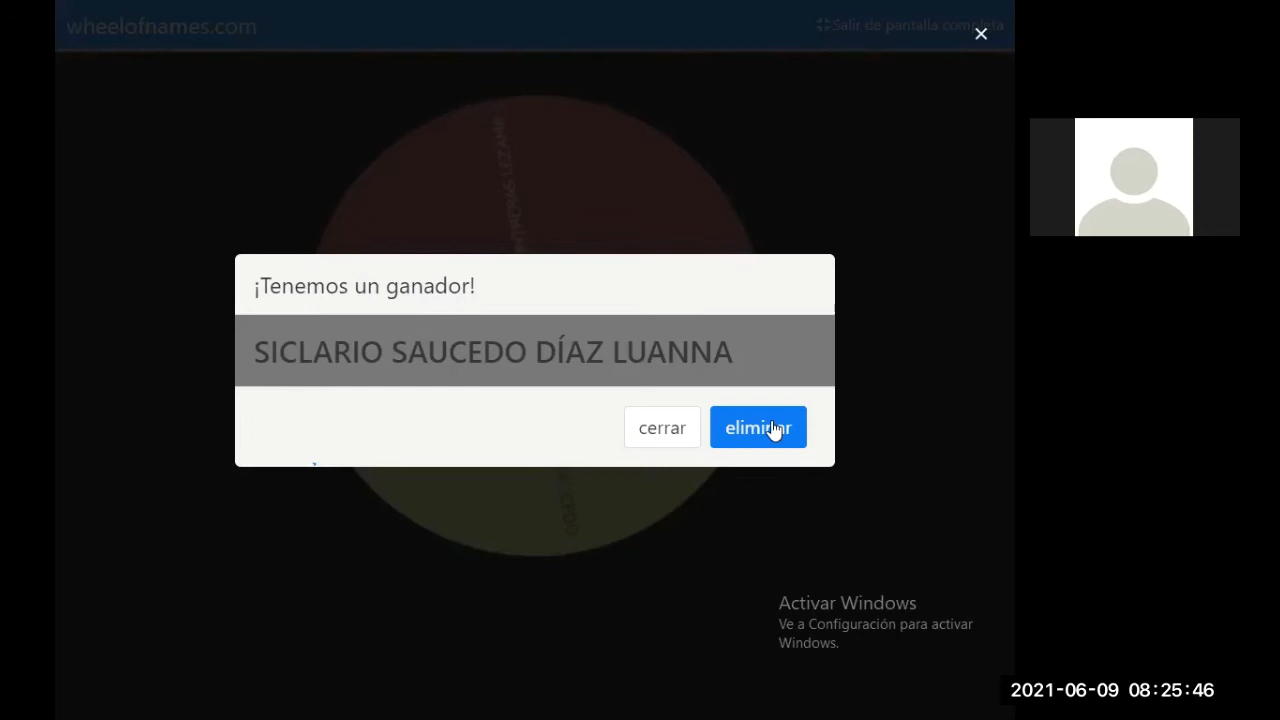 wheelofnames.com
Salir de pantalla completa
¡Tenemos un ganador!
SICLARIO SAUCEDO DÍAZ LUANNA
cerrar
eliminar
Activar Windows
Ve a Configuración para activar
Windows.
2021-06-09 08:25:46